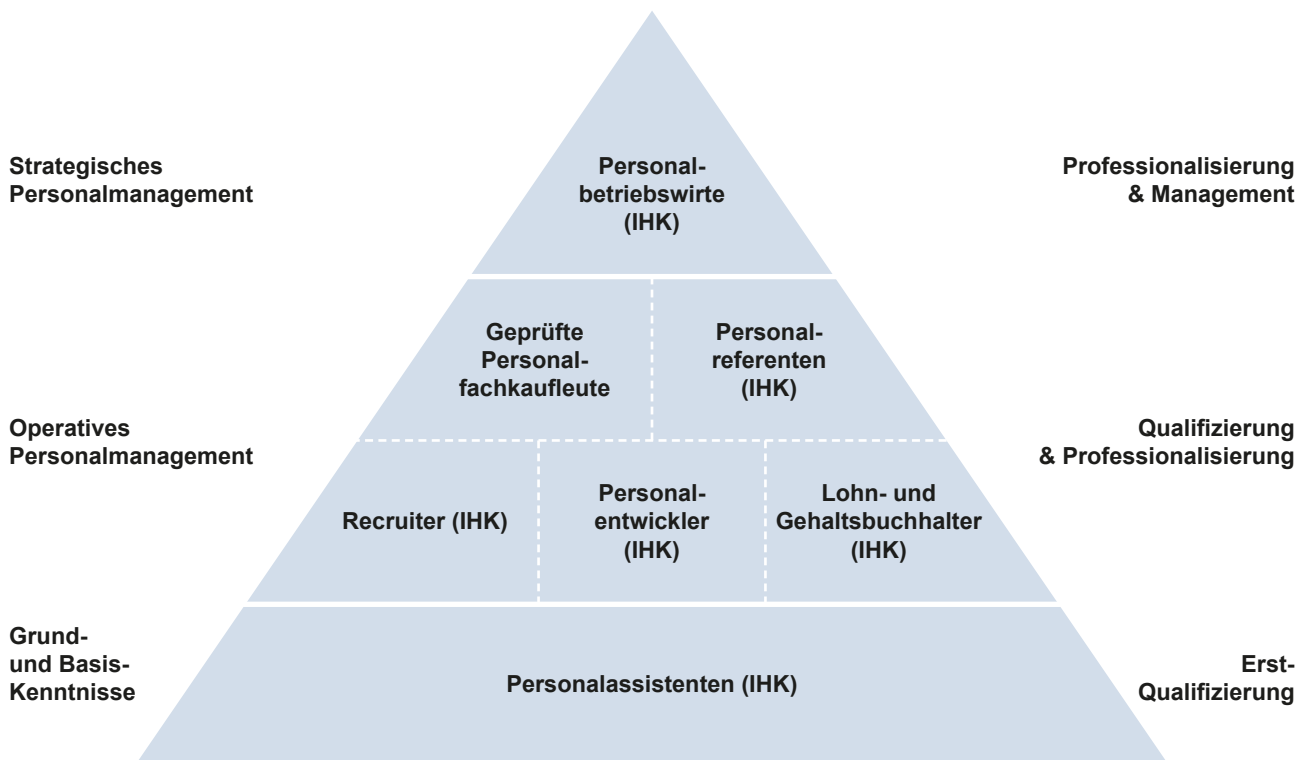 Strategisches
Personalmanagement
Personal-
betriebswirte
(IHK)
Professionalisierung
& Management
Geprüfte
Personal-
fachkaufleute
Personal-
referenten
(IHK)
Operatives
Personalmanagement
Qualifizierung
& Professionalisierung
Recruiter (IHK)
Personal-
entwickler
(IHK)
Lohn- und
Gehaltsbuchhalter
(IHK)
Grund-
und Basis-
Kenntnisse
Personalassistenten (IHK)
Erst-
Qualifizierung